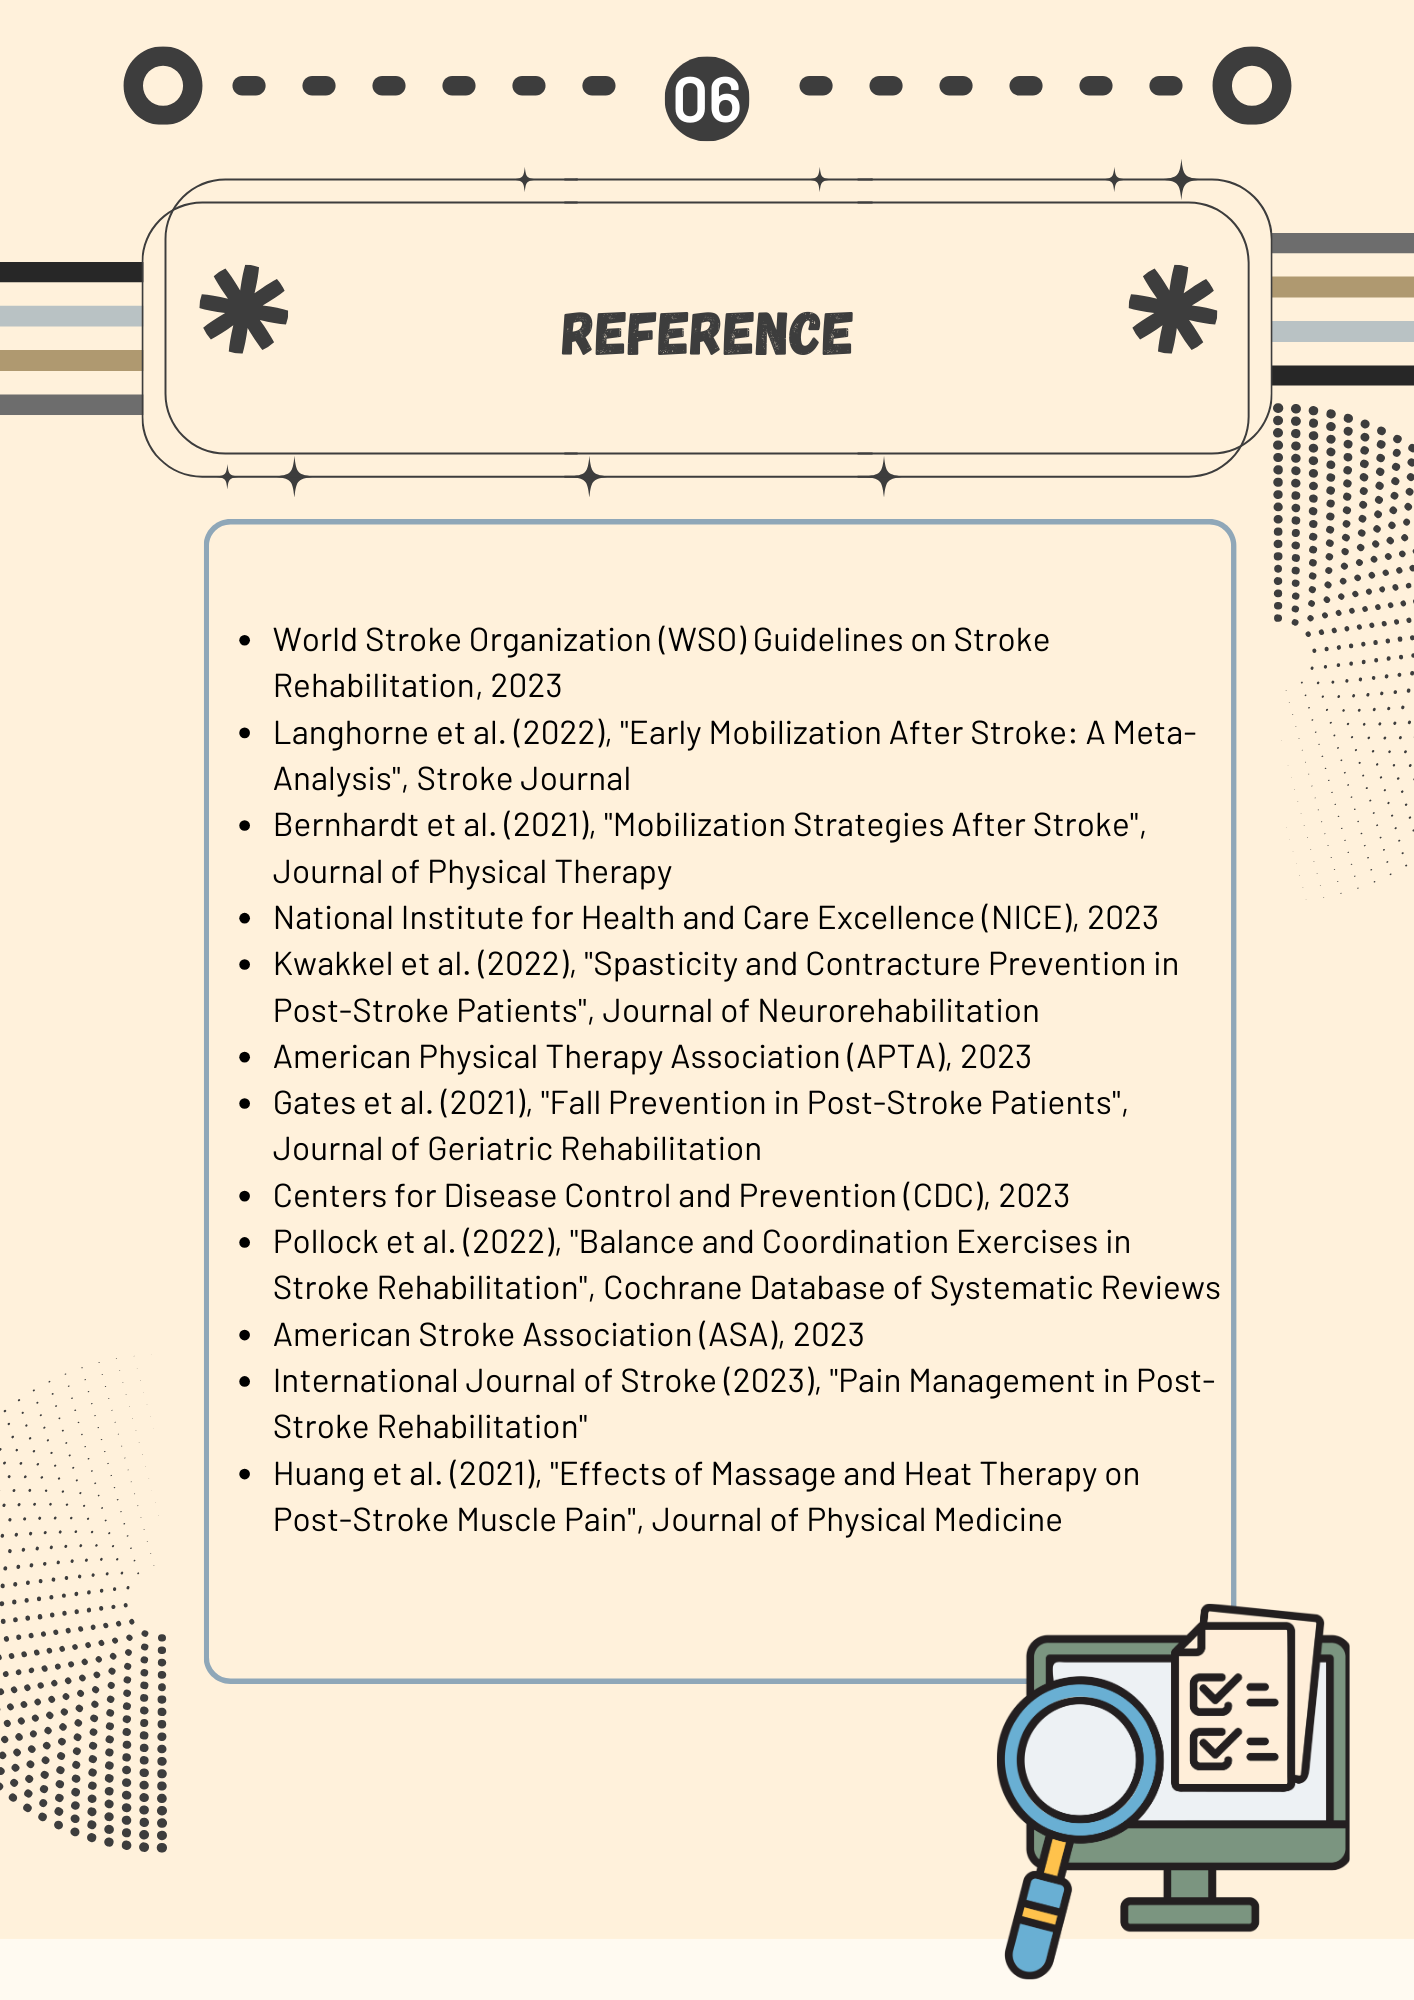 06
REFERENCE
• World Stroke Organization (WSO) Guidelines on Stroke
Rehabilitation, 2023
• Langhorne et al. (2022), "Early Mobilization After Stroke: A Meta-
Analysis", Stroke Journal
• Bernhardt et al. (2021), "Mobilization Strategies After Stroke",
Journal of Physical Therapy
• National Institute for Health and Care Excellence (NICE), 2023
• Kwakkel et al. (2022), "Spasticity and Contracture Prevention in
Post-Stroke Patients", Journal of Neurorehabilitation
• American Physical Therapy Association (APTA), 2023
• Gates et al. (2021), "Fall Prevention in Post-Stroke Patients",
Journal of Geriatric Rehabilitation
• Centers for Disease Control and Prevention (CDC), 2023
• Pollock et al. (2022), "Balance and Coordination Exercises in
Stroke Rehabilitation", Cochrane Database of Systematic Reviews
• American Stroke Association (ASA), 2023
• International Journal of Stroke (2023), "Pain Management in Post-
Stroke Rehabilitation"
• Huang et al. (2021), "Effects of Massage and Heat Therapy on
Post-Stroke Muscle Pain", Journal of Physical Medicine